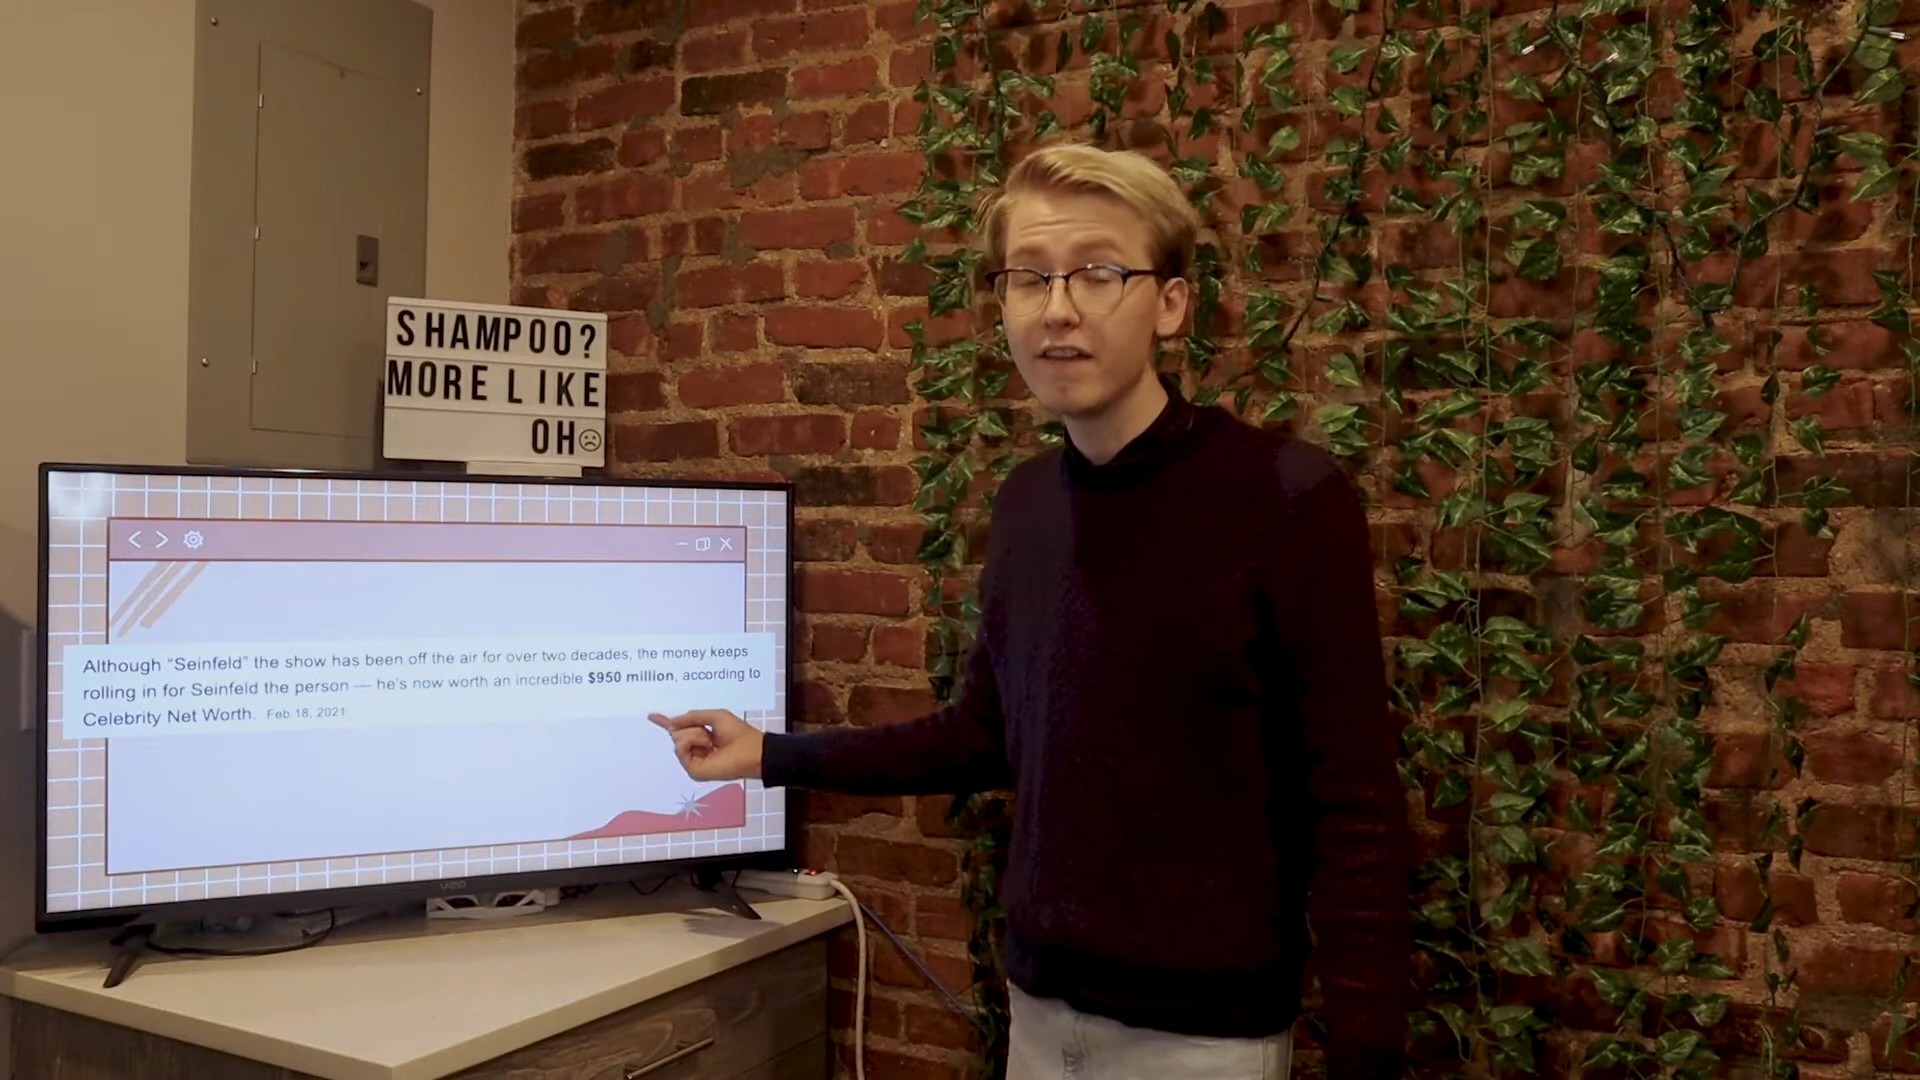 SHAMPOO?
MORE LIKE
OH☹
Although “Seinfeld” the show has been off the air for over two decades, the money keeps
rolling in for Seinfeld the person — he's now worth an incredible $950 million, according to
Celebrity Net Worth. Feb 18, 2021
VIZIO